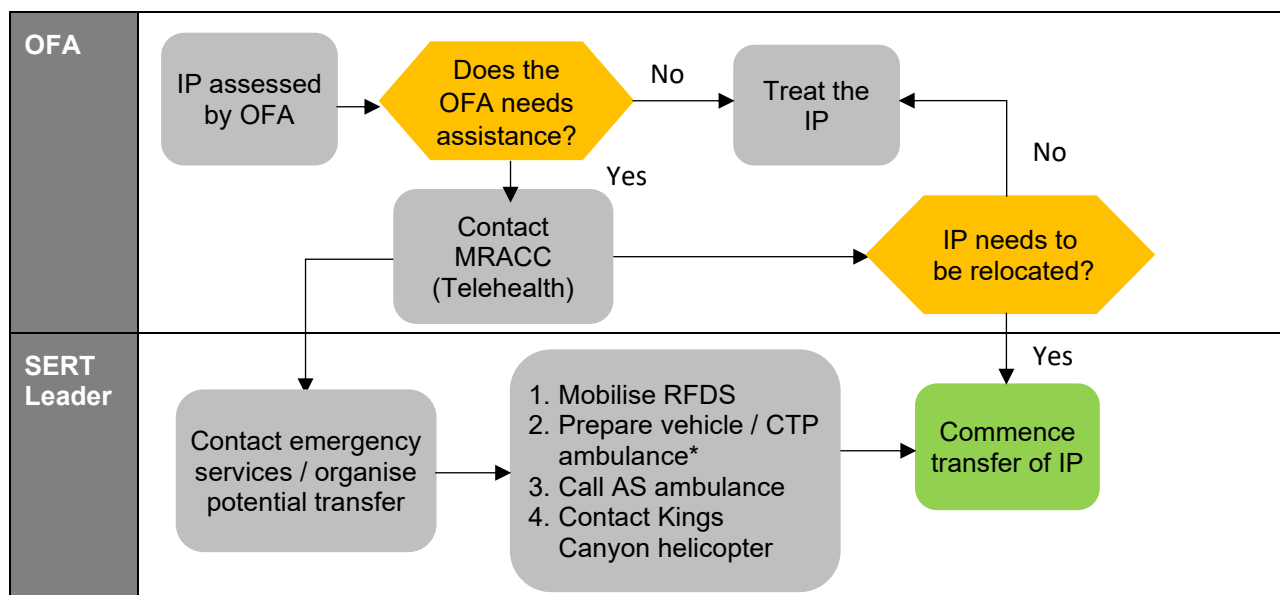 OFA
IP assessed
by OFA
Does the
OFA needs
assistance?
No
Treat the
IP
No
Yes
Contact
MRACC
(Telehealth)
IP needs to
be relocated?
SERT
Leader
Yes
Contact emergency
services / organise
potential transfer
1. Mobilise RFDS
2. Prepare vehicle / CTP
ambulance*
3. Call AS ambulance
4. Contact Kings
Canyon helicopter
Commence
transfer of IP